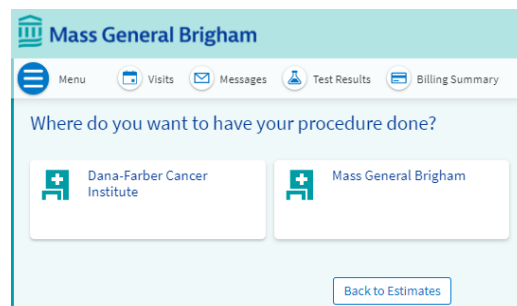 Mass General Brigham
Menu Visits Messages Test Results Billing Summary
Where do you want to have your procedure done?
Dana-Farber Cancer
Institute
Mass General Brigham
Back to Estimates